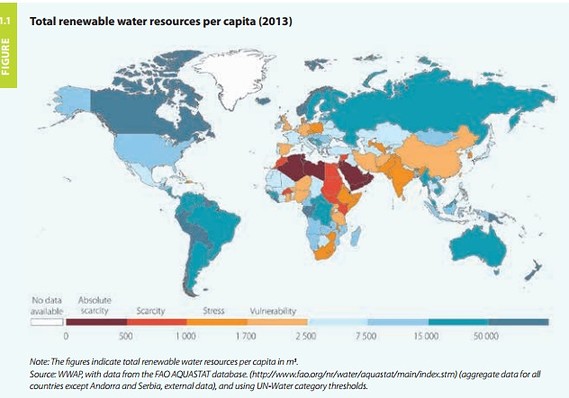 1.1
FIGURE
Total renewable water resources per capita (2013)
No data
available
Absolute
scarcity
Scarcity
Stress
Vulnerability
0
500
1 000
1 700
2 500
7 500
15 000
50 000
Note: The figures indicate total renewable water resources per capita in m³.
Source: WWAP, with data from the FAO AQUASTAT database. (http://www.fao.org/nr/water/aquastat/main/index.stm) (aggregate data for all
countries except Andorra and Serbia, external data), and using UN-Water category thresholds.